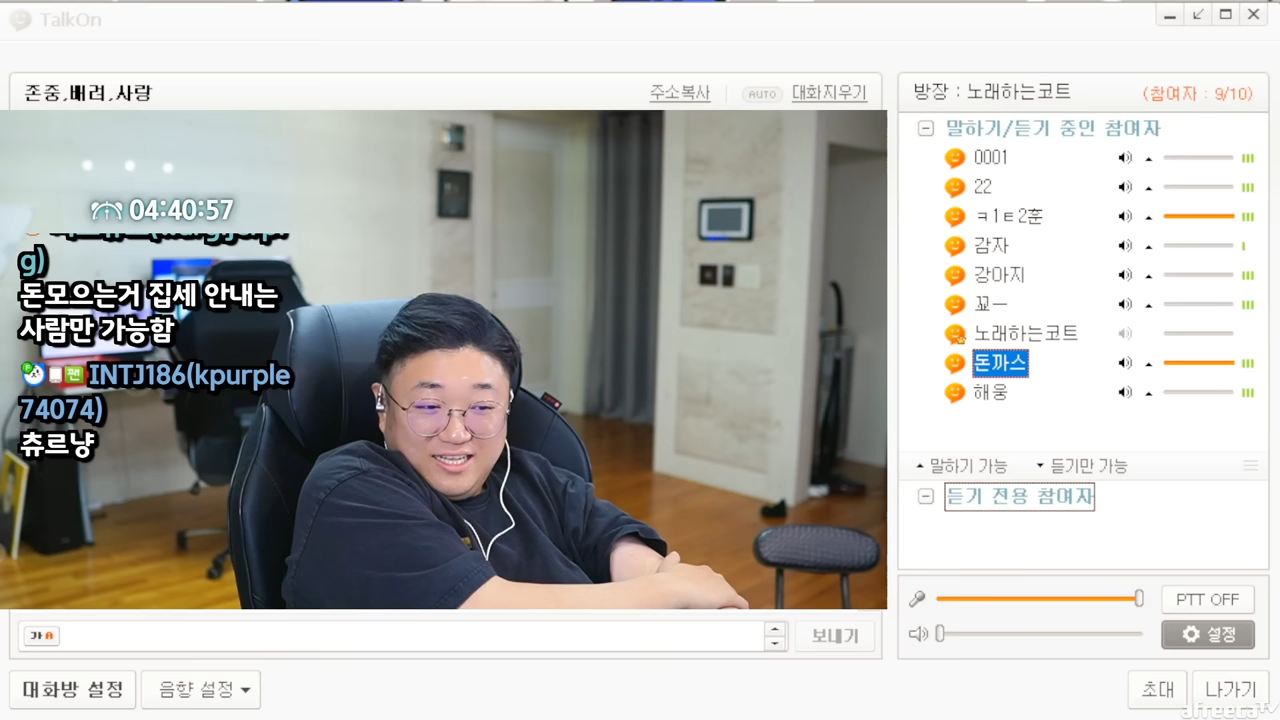 TalkOn
존중,배려,사랑
주소복사
AUTO
대화지우기
방장 : 노래하는코트
(참여자 : 9/10)
말하기/듣기 중인 참여자
0001
22
ㅋ1ㅌ2훈
감자
강마지
꾜ㅡ
노래하는코트
돈까스
해웅
말하기 가능
듣기만 가능
듣기 전용 참여자
04:40:57
g)
돈모으는거 집세 안내는
사람만 가능함
INTJ186(kpurple
74074)
츄르냥
PTT OFF
설정
가A
보내기
대화방 설정
음향 설정
초대
나가기
afreecaTV